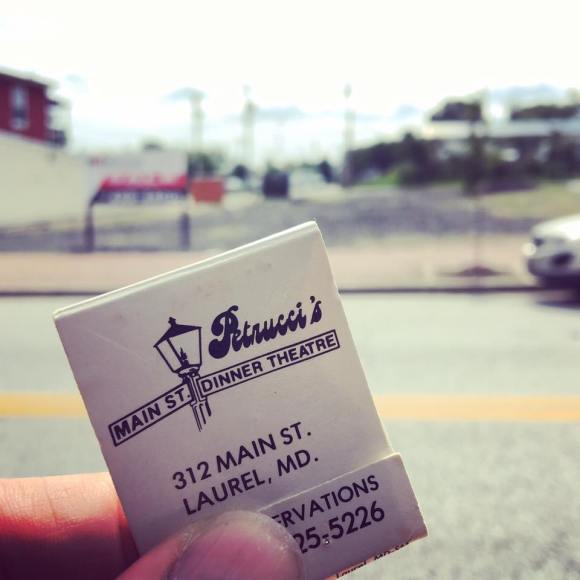 Petrucci's
MAIN ST. DINNER THEATRE
312 MAIN ST.
LAUREL, MD.
ERVATIONS
25-5226